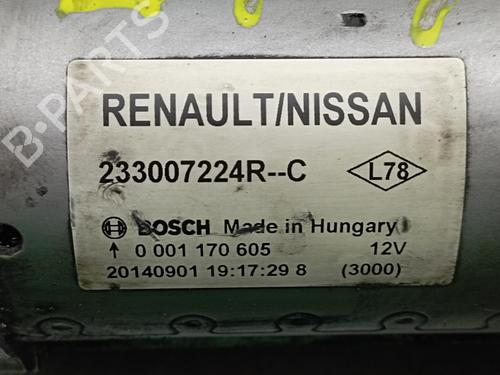 B-PARTS
RENAULT/NISSAN
233007224R--C L78
BOSCH Made in Hungary
↑ 0 001 170 605 12V
20140901 19:17:29 8 (3000)